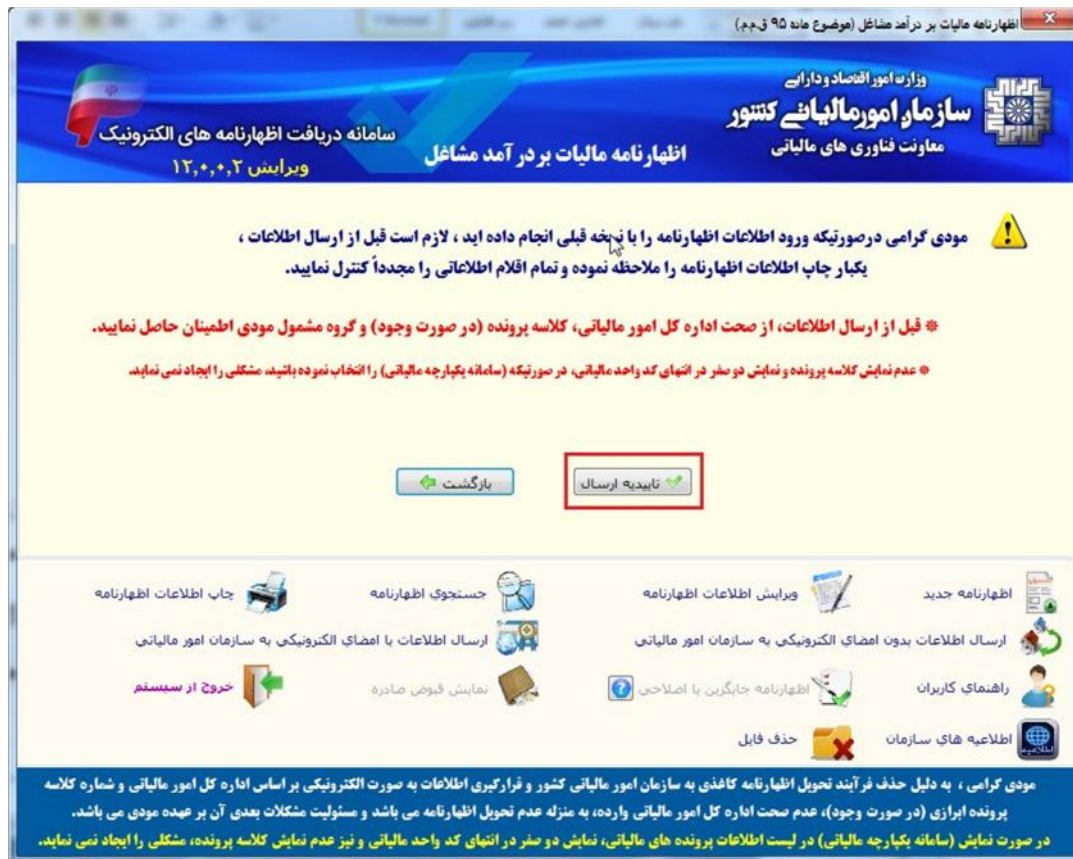 اظهارنامه مالیات بر درآمد مشاغل (موضوع ماده ۹۵ ق.م.م)
وزارت امور اقتصاد و دارایی
سازمان امور مالیاتی کشور
معاونت فناوری های مالیاتی
اظهارنامه مالیات بر در آمد مشاغل
سامانه دریافت اظهارنامه های الکترونیک
ویرایش ۱۲,۰,۰,۲
مودی گرامی درصورتیکه ورود اطلاعات اظهارنامه را با نسخه قبلی انجام داده اید ، لازم است قبل از ارسال اطلاعات ،
یکبار چاپ اطلاعات اظهارنامه را ملاحظه نموده و تمام اقلام اطلاعاتی را مجدداً کنترل نمایید.
* قبل از ارسال اطلاعات، از صحت اداره کل امور مالیاتی، کلاسه پرونده (در صورت وجود) و گروه مشمول مودی اطمینان حاصل نمایید.
* عدم نمایش کلاسه پرونده و نمایش دو صفر در انتهای کد واحد مالیاتی، در صورتیکه (سامانه یکپارچه مالیاتی) را انتخاب نموده باشید، مشکلی را ایجاد نمی نماید.
تاییدیه ارسال
بازگشت
اظهارنامه جدید
ویرایش اطلاعات اظهارنامه
جستجوي اظهارنامه
چاپ اطلاعات اظهارنامه
ارسال اطلاعات بدون امضاي الکترونیکي به سازمان امور مالیاتي
ارسال اطلاعات با امضاي الکترونیکي به سازمان امور مالیاتي
راهنماي کاربران
اظهارنامه جایگزین یا اصلاحي
نمایش قبوض صادره
خروج از سیستم
اطلاعیه هاي سازمان
حذف فایل
مودی گرامی ، به دلیل حذف فرآیند تحویل اظهارنامه کاغذی به سازمان امور مالیاتی کشور و قرارگیری اطلاعات به صورت الکترونیکی بر اساس اداره کل امور مالیاتی و شماره کلاسه
پرونده ابرازی (در صورت وجود)، عدم صحت اداره کل امور مالیاتی وارده، به منزله عدم تحویل اظهارنامه می باشد و مسئولیت مشکلات بعدی آن بر عهده مودی می باشد.
در صورت نمایش (سامانه یکپارچه مالیاتی) در لیست اطلاعات پرونده های مالیاتی، نمایش دو صفر در انتهای کد واحد مالیاتی و نیز عدم نمایش کلاسه پرونده، مشکلی را ایجاد نمی نماید.